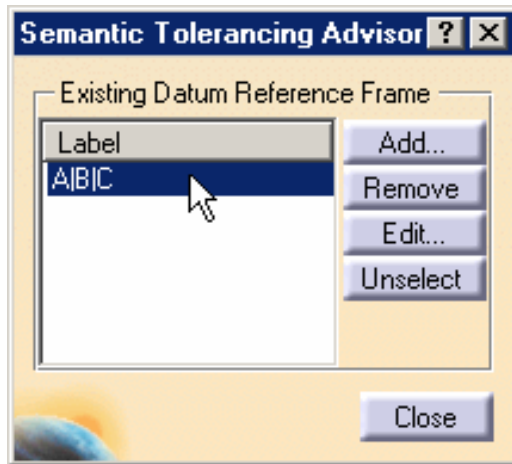 Semantic Tolerancing Advisor ? X
Existing Datum Reference Frame
Label
Add...
A|B|C
Remove
Edit...
Unselect
Close